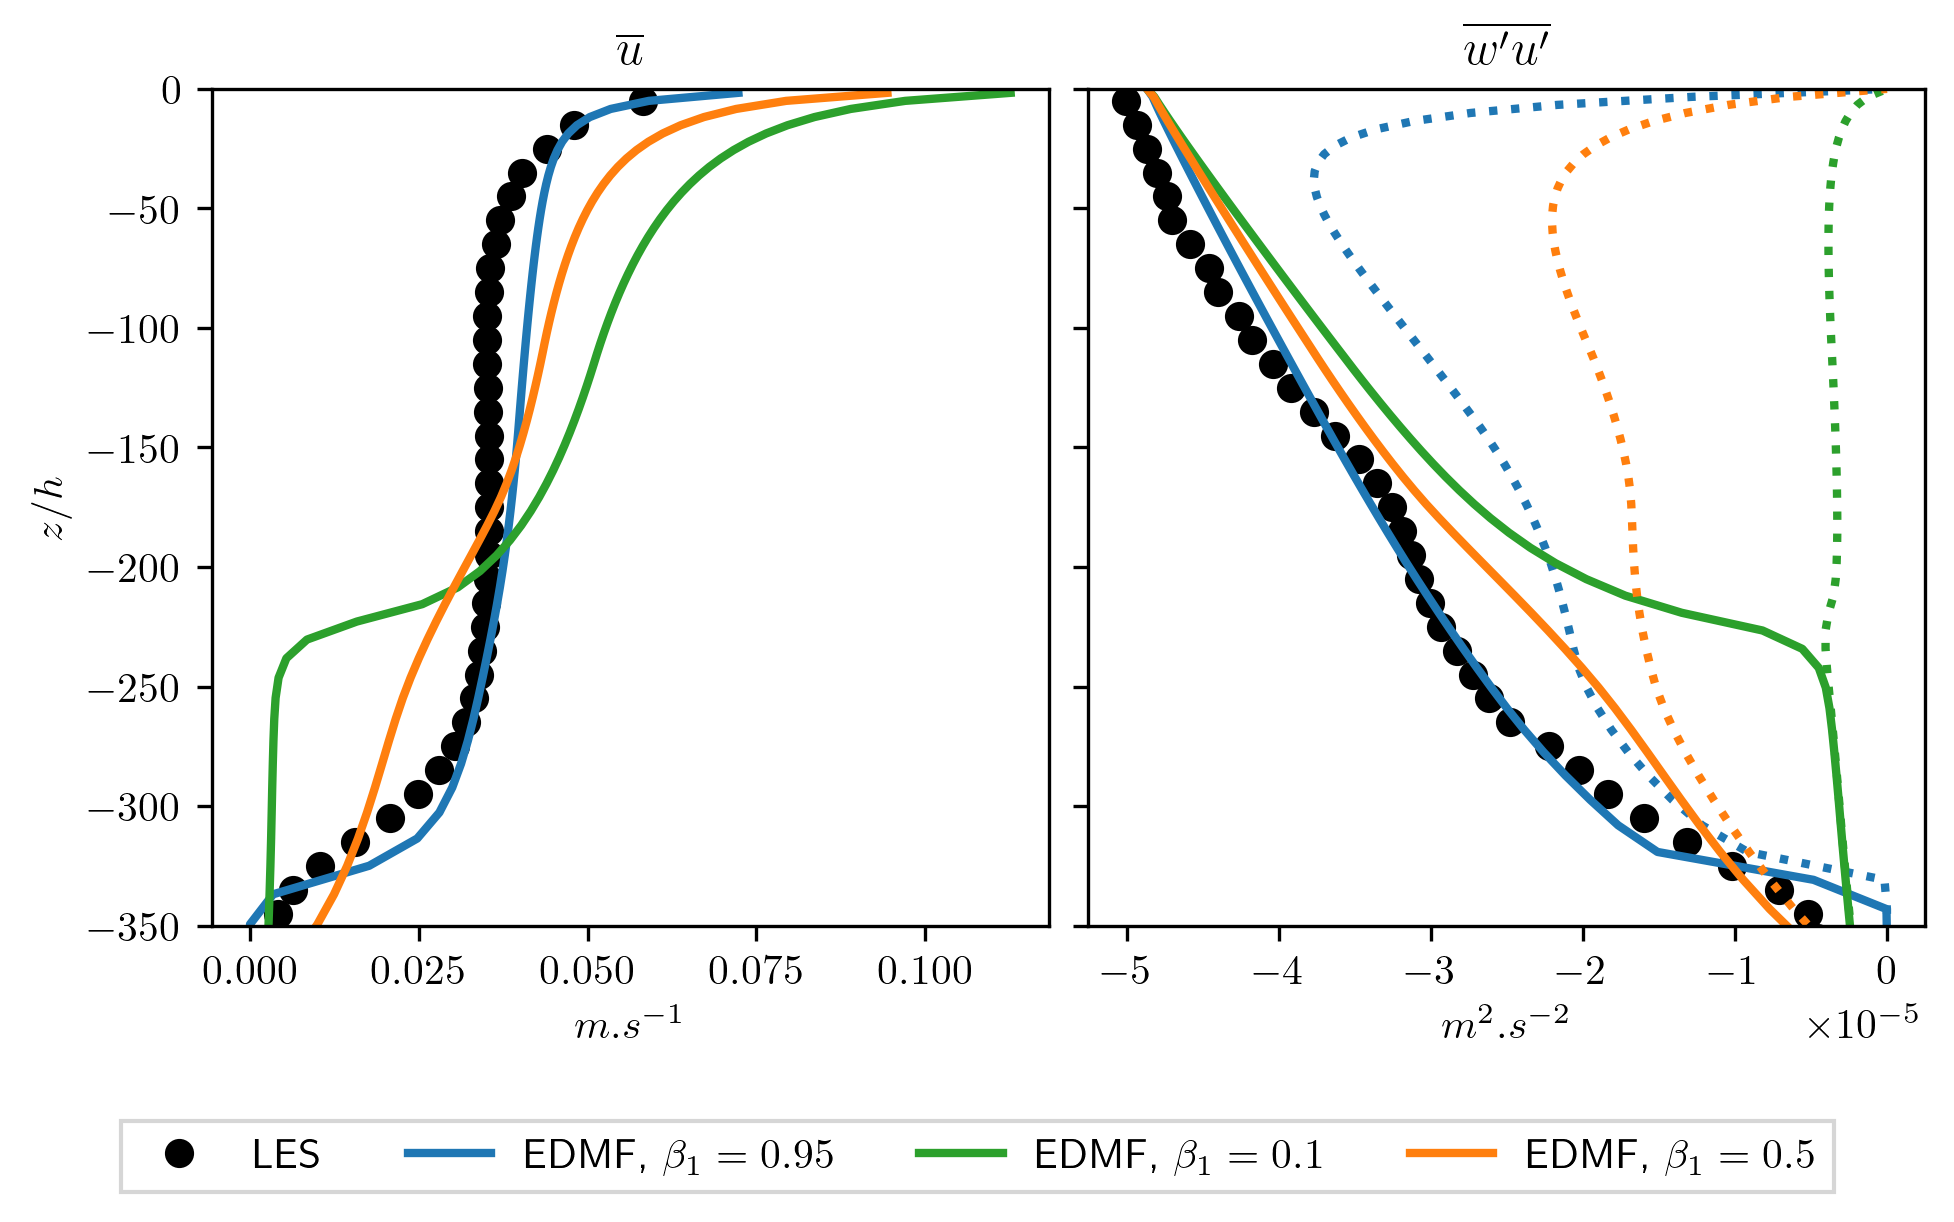 u̅
w′u′̅
0
−50
−100
−150
−200
−250
−300
−350
z/h
0.000 0.025 0.050 0.075 0.100
m.s⁻¹
−5 −4 −3 −2 −1 0
m².s⁻²
×10⁻⁵
LES EDMF, β₁ = 0.95 EDMF, β₁ = 0.1 EDMF, β₁ = 0.5